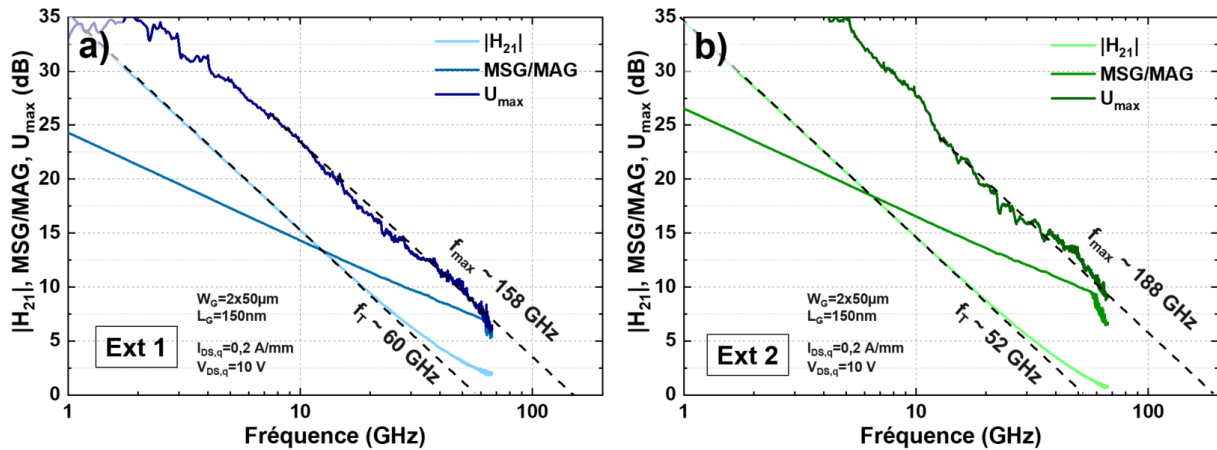 a)
|H21|, MSG/MAG, Umax (dB)
35
30
25
20
15
10
5
0
|H21|
MSG/MAG
Umax
fmax ~ 158 GHz
fT ~ 60 GHz
WG=2x50µm
LG=150nm
IDS,q=0,2 A/mm
VDS,q=10 V
Ext 1
1
10
100
Fréquence (GHz)
b)
|H21|, MSG/MAG, Umax (dB)
35
30
25
20
15
10
5
0
|H21|
MSG/MAG
Umax
fmax ~ 188 GHz
fT ~ 52 GHz
WG=2x50µm
LG=150nm
IDS,q=0,2 A/mm
VDS,q=10 V
Ext 2
1
10
100
Fréquence (GHz)